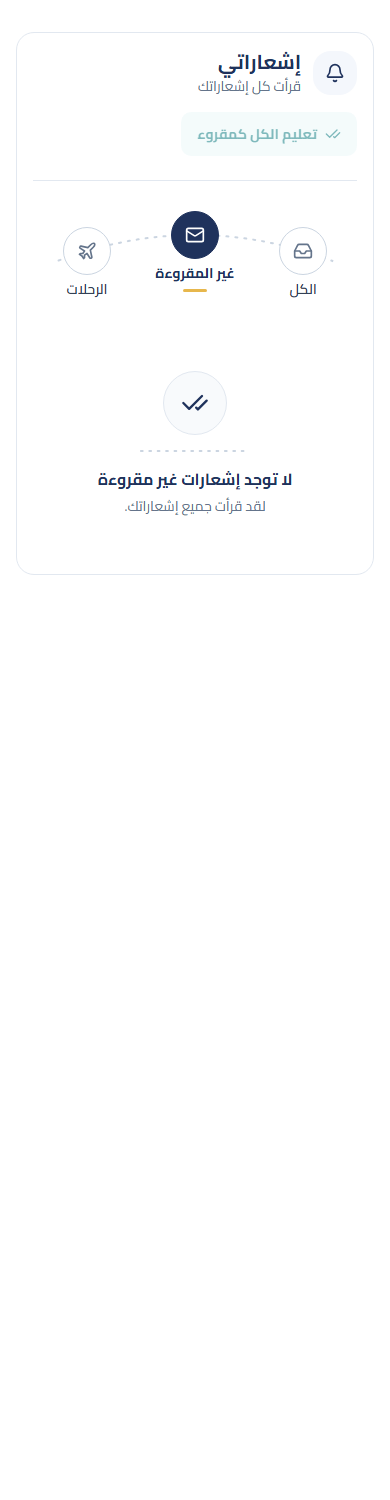 إشعاراتي
قرأت كل إشعاراتك
تعليم الكل كمقروء
الكل
غير المقروءة
الرحلات
لا توجد إشعارات غير مقروءة
لقد قرأت جميع إشعاراتك.